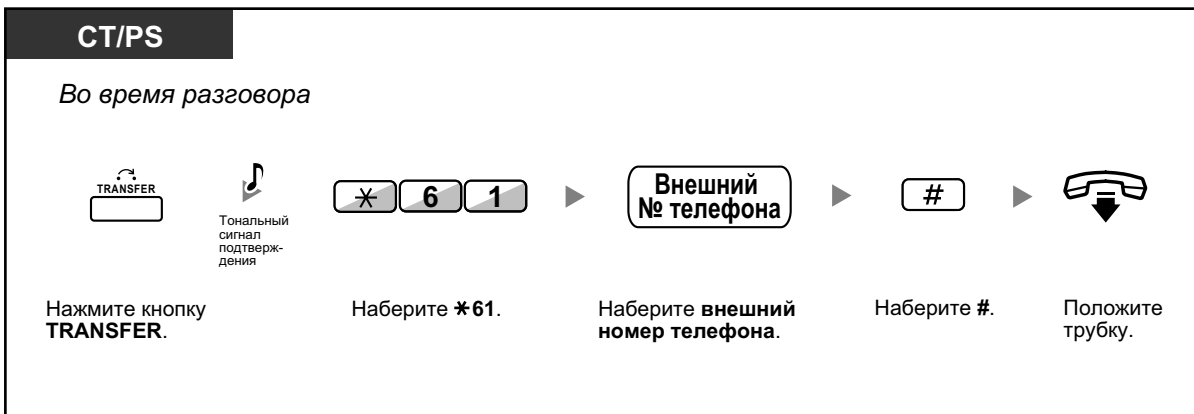 CT/PS
Во время разговора
TRANSFER
Тональный
сигнал
подтверж-
дения
* 6 1
Внешний
№ телефона
#
Нажмите кнопку
TRANSFER.
Наберите *61.
Наберите внешний
номер телефона.
Наберите #.
Положите
трубку.